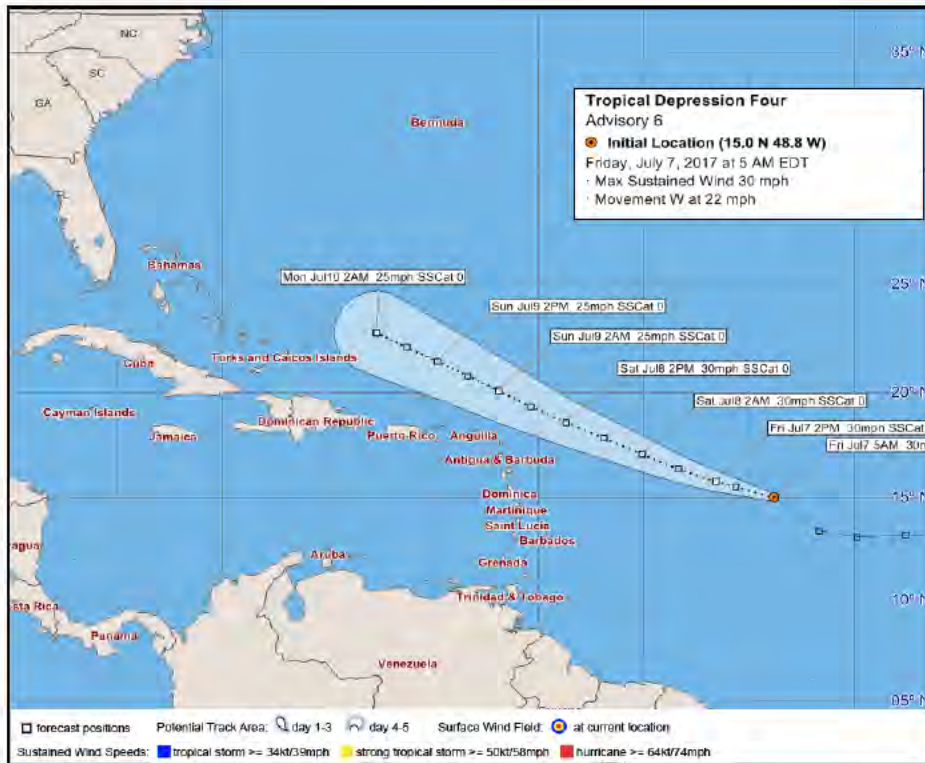 NC
SC
GA
FL
35° N
Bermuda
Tropical Depression Four
Advisory 6
Initial Location (15.0 N 48.8 W)
Friday, July 7, 2017 at 5 AM EDT
· Max Sustained Wind 30 mph
· Movement W at 22 mph
Bahamas
Mon Jul10 2AM 25mph SSCat 0
25° N
Sun Jul9 2PM 25mph SSCat 0
Sun Jul9 2AM 25mph SSCat 0
Turks and Caicos Islands
Cuba
Sat Jul8 2PM 30mph SSCat 0
20° N
Sat Jul8 2AM 30mph SSCat 0
Cayman Islands
Jamaica
Dominican Republic
Puerto Rico
Anguilla
Fri Jul7 2PM 30mph SSCat
Fri Jul7 5AM 30m
Antigua & Barbuda
Dominica
15° N
Martinique
Saint Lucia
Barbados
Aruba
Grenada
ragua
Trinidad & Tobago
10° N
sta Rica
Panama
Venezuela
05° N
forecast positions Potential Track Area: day 1-3 day 4-5 Surface Wind Field: at current location
Sustained Wind Speeds: tropical storm >= 34kt/39mph strong tropical storm >= 50kt/58mph hurricane >= 64kt/74mph